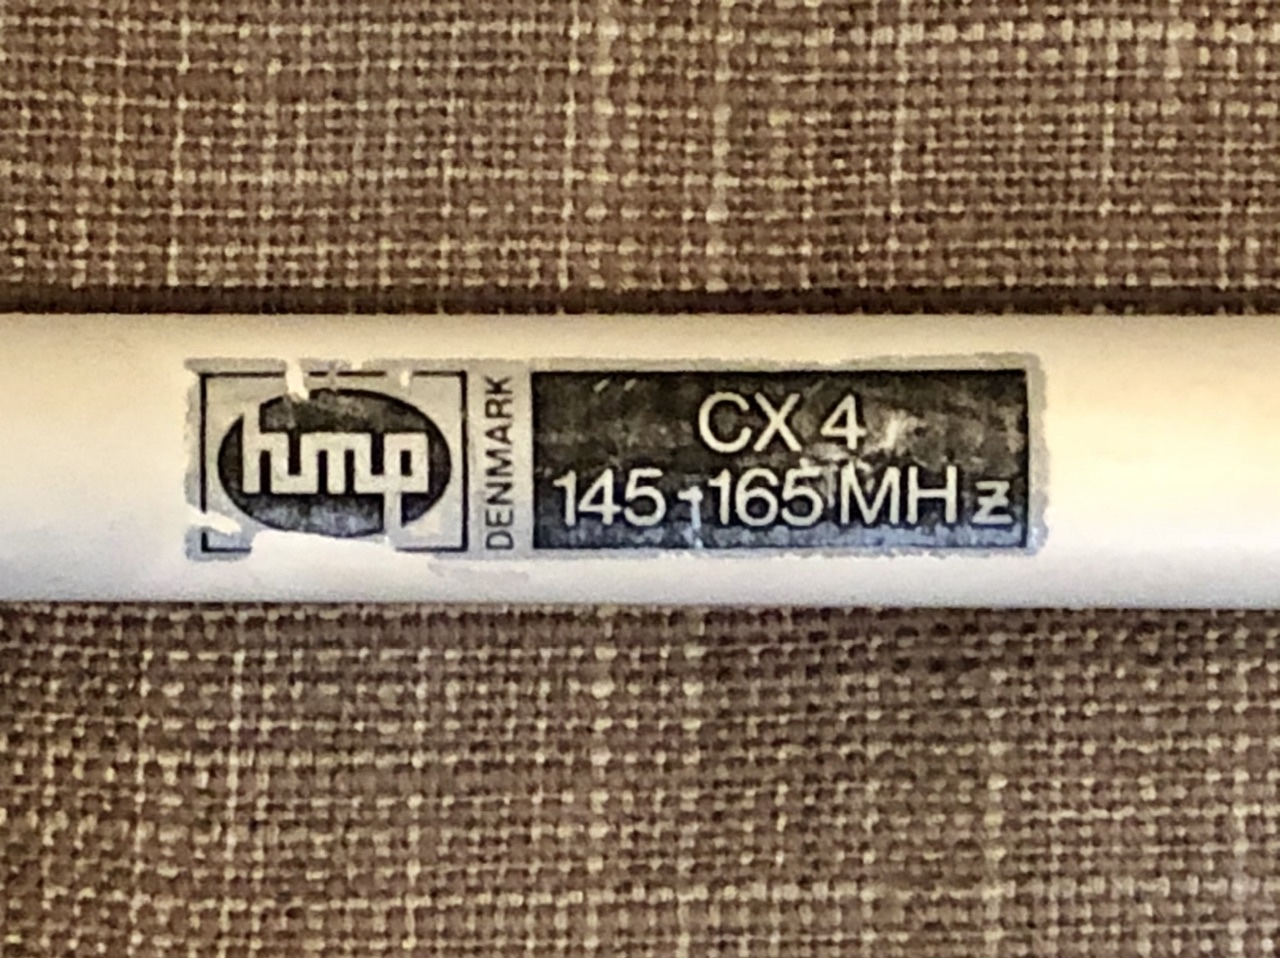 hmp
DENMARK
CX 4
145-165 MHz